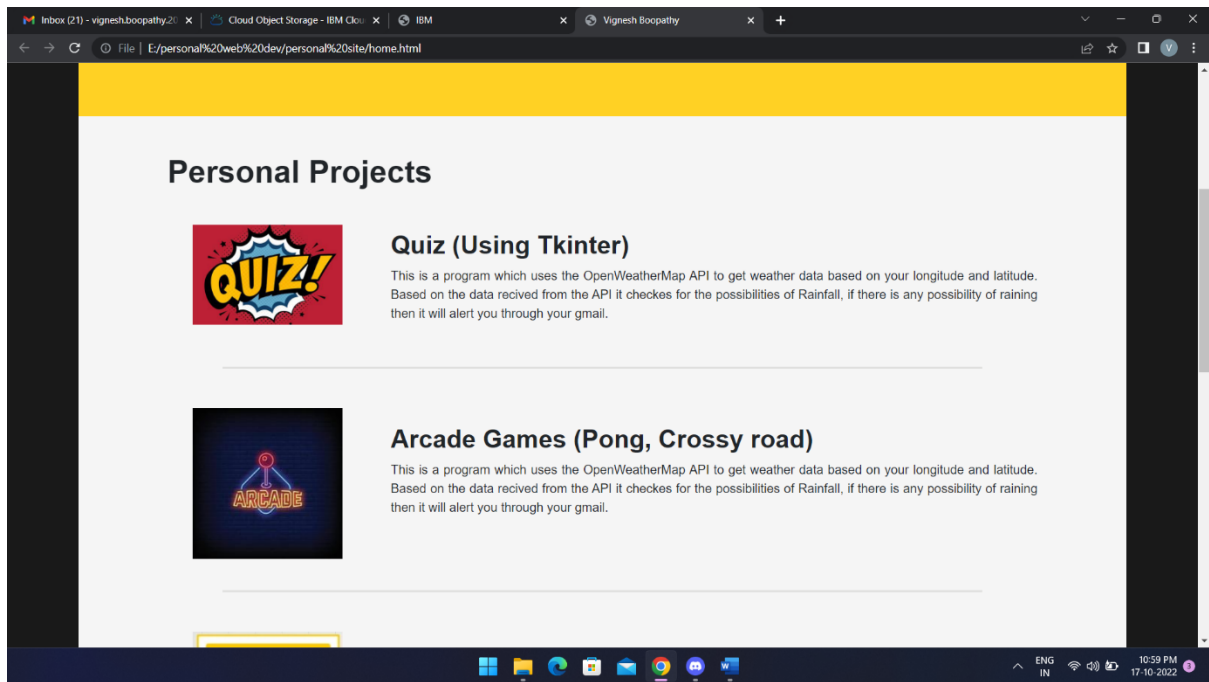 Inbox (21) - vignesh.boopathy.20
Cloud Object Storage - IBM Clou
IBM
Vignesh Boopathy
File E:/personal%20web%20dev/personal%20site/home.html
V
Personal Projects
QUIZ!
Quiz (Using Tkinter)
This is a program which uses the OpenWeatherMap API to get weather data based on your longitude and latitude.
Based on the data recived from the API it checkes for the possibilities of Rainfall, if there is any possibility of raining
then it will alert you through your gmail.
ARCADE
Arcade Games (Pong, Crossy road)
This is a program which uses the OpenWeatherMap API to get weather data based on your longitude and latitude.
Based on the data recived from the API it checkes for the possibilities of Rainfall, if there is any possibility of raining
then it will alert you through your gmail.
ENG
IN
10:59 PM
17-10-2022
3